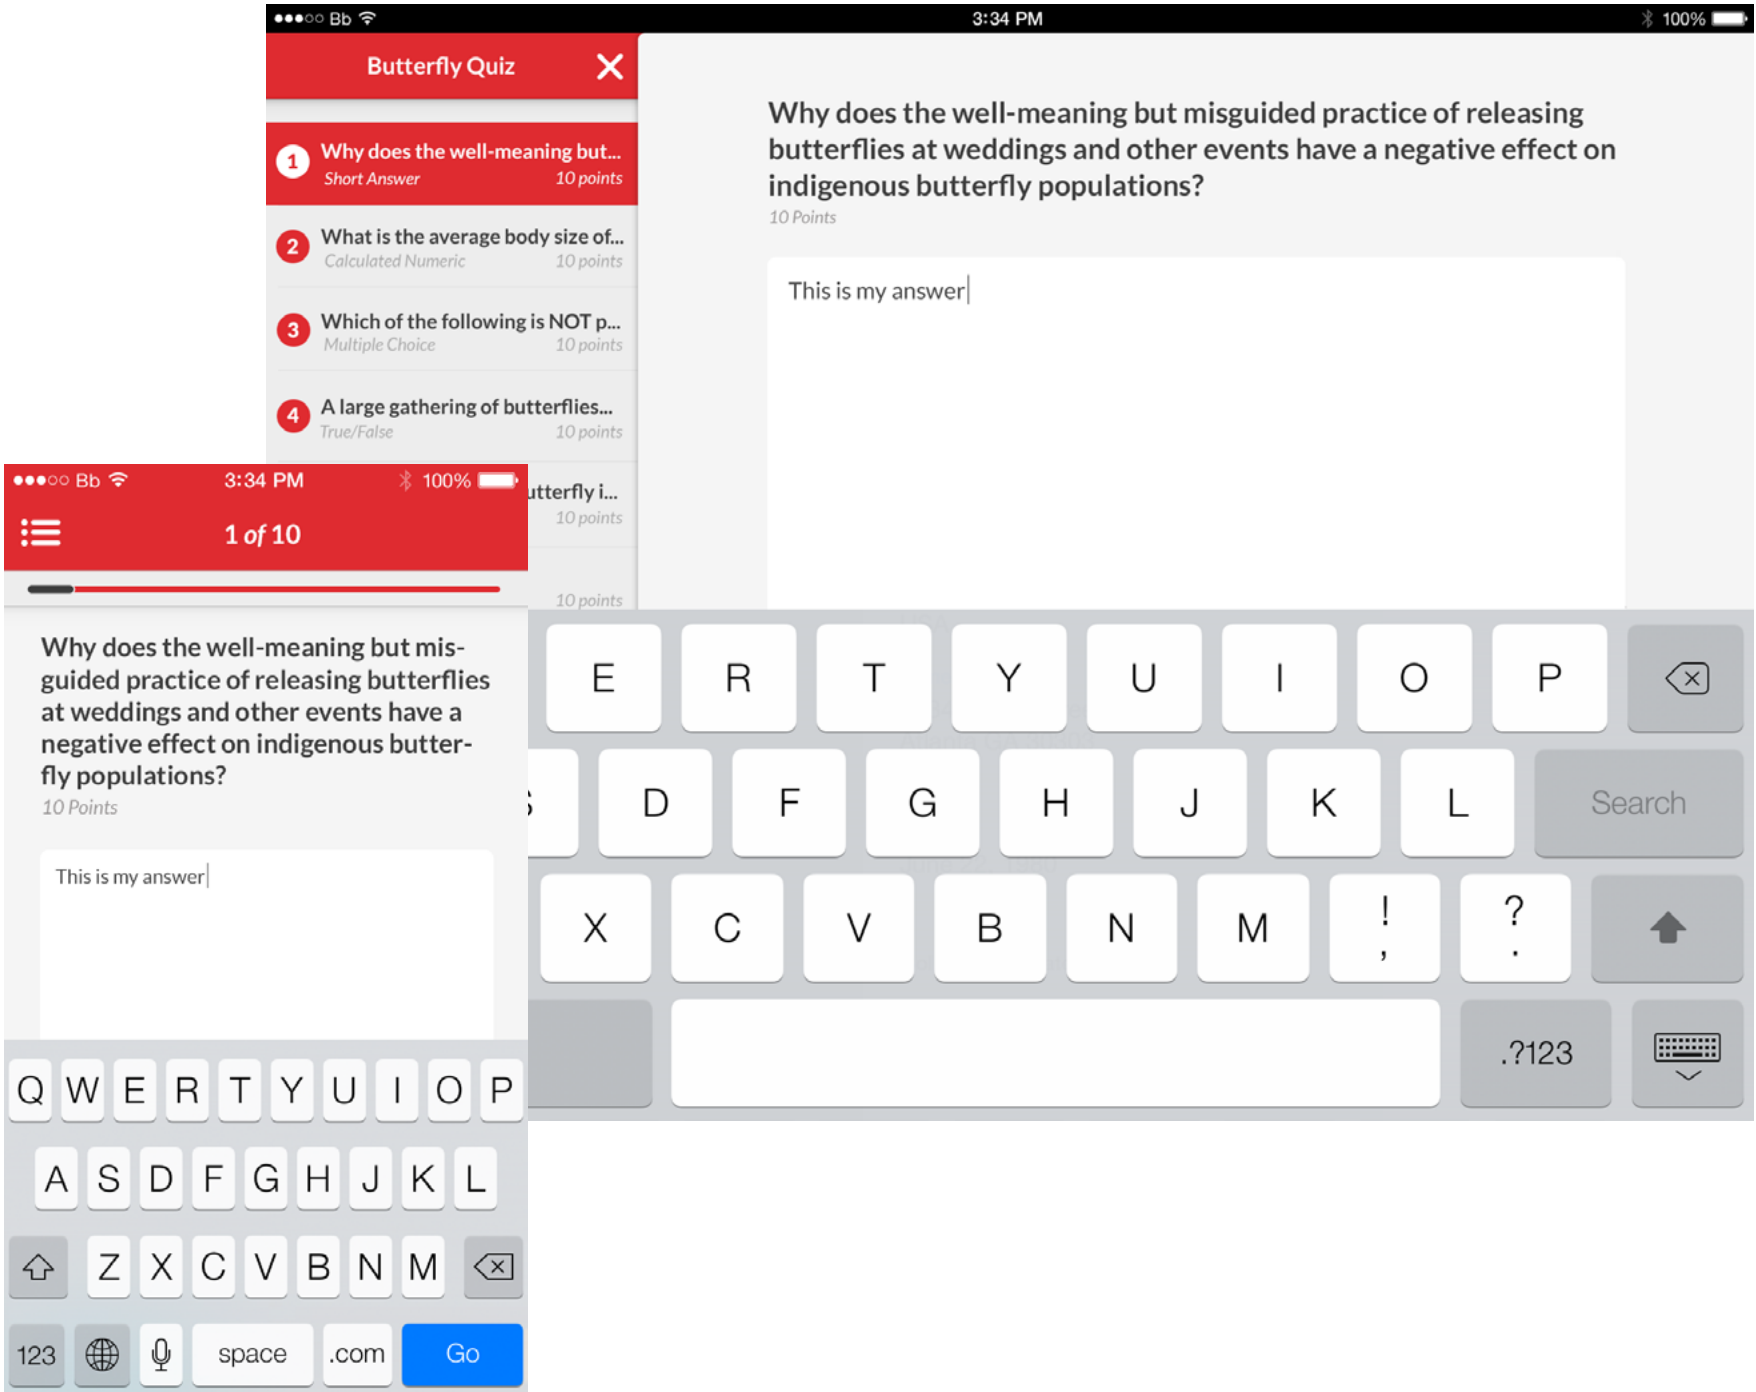 Bb
3:34 PM
100%
Butterfly Quiz
1
Why does the well-meaning but...
Short Answer
10 points
2
What is the average body size of...
Calculated Numeric
10 points
3
Which of the following is NOT p...
Multiple Choice
10 points
4
A large gathering of butterflies...
True/False
10 points
utterfly i...
10 points
10 points
Why does the well-meaning but misguided practice of releasing
butterflies at weddings and other events have a negative effect on
indigenous butterfly populations?
10 Points
This is my answer
E R T Y U I O P
D F G H J K L Search
X C V B N M ! , ? .
.?123
Bb
3:34 PM
100%
1 of 10
Why does the well-meaning but mis-
guided practice of releasing butterflies
at weddings and other events have a
negative effect on indigenous butter-
fly populations?
10 Points
This is my answer
Q W E R T Y U I O P
A S D F G H J K L
Z X C V B N M
123 space .com Go